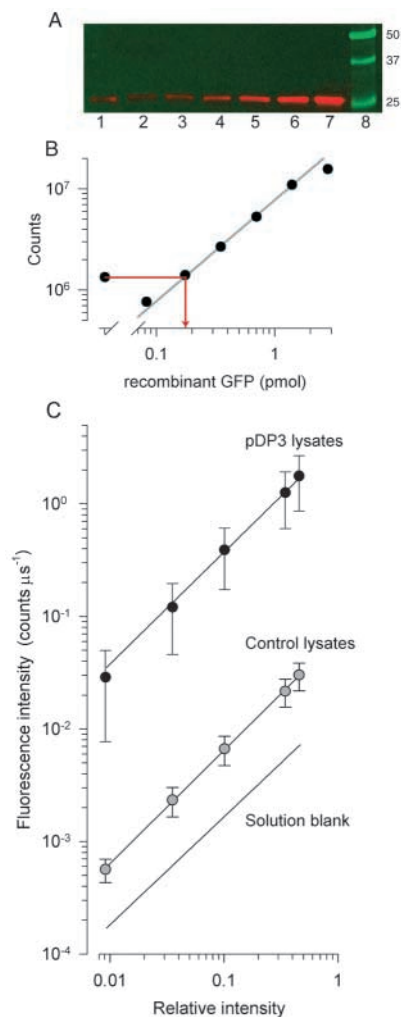 A
50
37
25
1 2 3 4 5 6 7 8
B
10⁷
10⁶
Counts
0.1 1
recombinant GFP (pmol)
C
pDP3 lysates
10⁰
10⁻¹
Control lysates
10⁻²
Solution blank
10⁻³
10⁻⁴
Fluorescence intensity (counts μs⁻¹)
0.01 0.1 1
Relative intensity